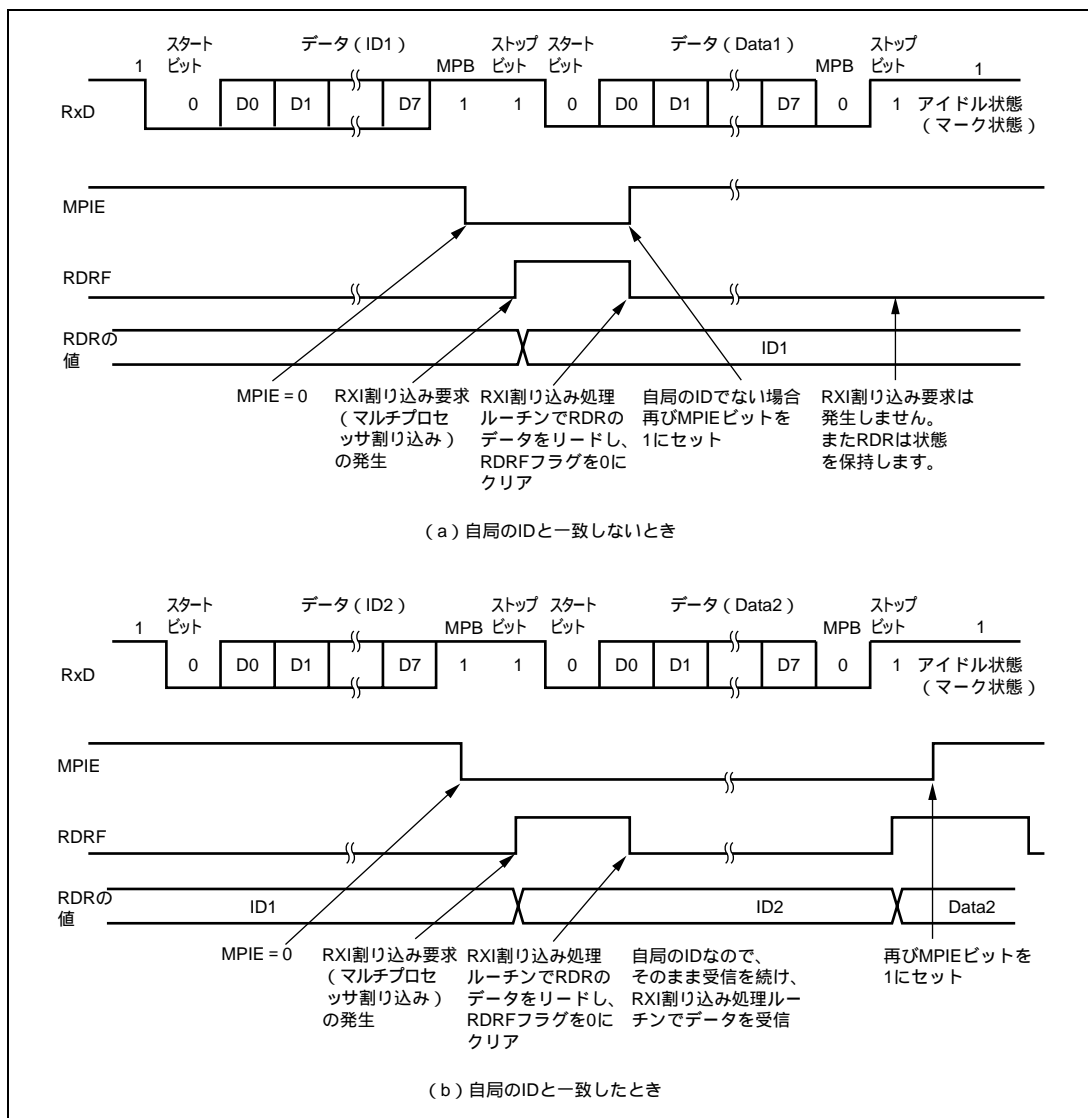 スタート データ（ID1） ストップ スタート データ（Data1） ストップ
1 ビット MPB ビット ビット MPB ビット 1
RxD 0 D0 D1 D7 1 1 0 D0 D1 D7 0 1 アイドル状態
（マーク状態）
MPIE
RDRF
RDRの
値
ID1
MPIE = 0
RXI割り込み要求
（マルチプロセ
ッサ割り込み）
の発生
RXI割り込み処理
ルーチンでRDRの
データをリードし、
RDRFフラグを0に
クリア
自局のIDでない場合
再びMPIEビットを
1にセット
RXI割り込み要求は
発生しません。
またRDRは状態
を保持します。
（a）自局のIDと一致しないとき
スタート データ（ID2） ストップ スタート データ（Data2） ストップ
1 ビット MPB ビット ビット MPB ビット 1
RxD 0 D0 D1 D7 1 1 0 D0 D1 D7 0 1 アイドル状態
（マーク状態）
MPIE
RDRF
RDRの
値
ID1 ID2 Data2
MPIE = 0
RXI割り込み要求
（マルチプロセ
ッサ割り込み）
の発生
RXI割り込み処理
ルーチンでRDRの
データをリードし、
RDRFフラグを0に
クリア
自局のIDなので、
そのまま受信を続け、
RXI割り込み処理ルー
チンでデータを受信
再びMPIEビットを
1にセット
（b）自局のIDと一致したとき